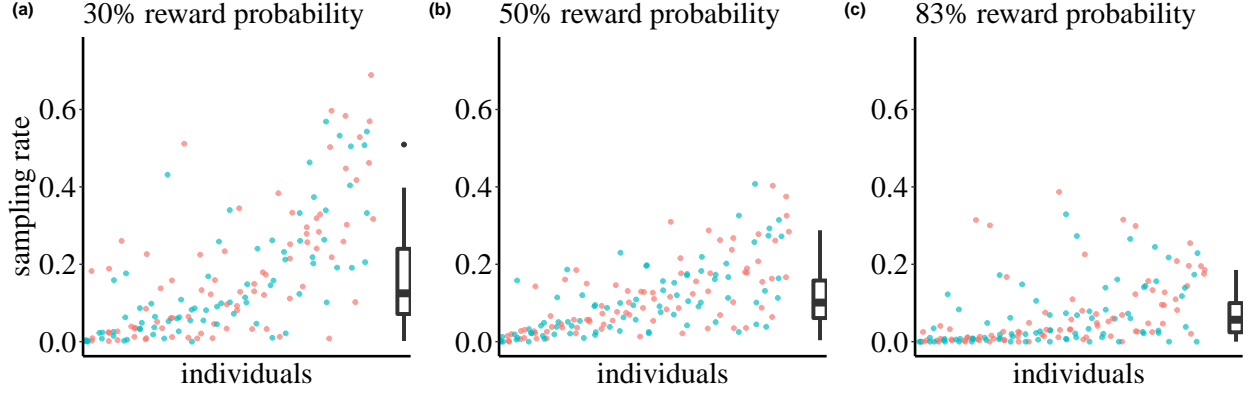 (a) 30% reward probability
(b) 50% reward probability
(c) 83% reward probability
sampling rate
0.6
0.4
0.2
0.0
0.6
0.4
0.2
0.0
0.6
0.4
0.2
0.0
individuals
individuals
individuals